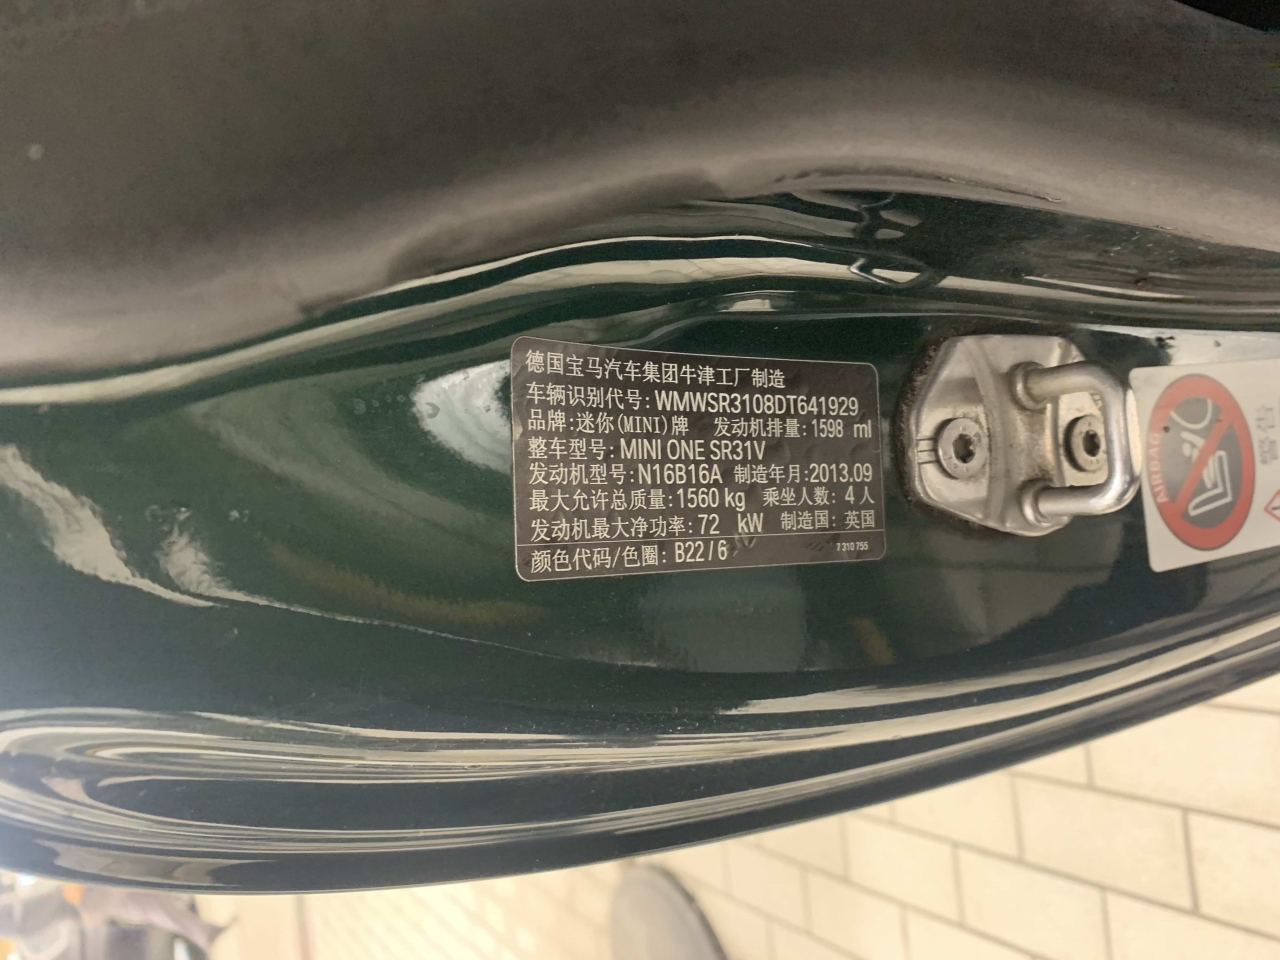 德国宝马汽车集团牛津工厂制造
车辆识别代号: WMWSR3108DT641929
品牌: 迷你(MINI)牌 发动机排量: 1598 ml
整车型号: MINI ONE SR31V
发动机型号: N16B16A 制造年月: 2013.09
最大允许总质量: 1560 kg 乘坐人数: 4 人
发动机最大净功率: 72 kW 制造国: 英国
颜色代码/色圈: B22/6 7 310 755
AIRBAG